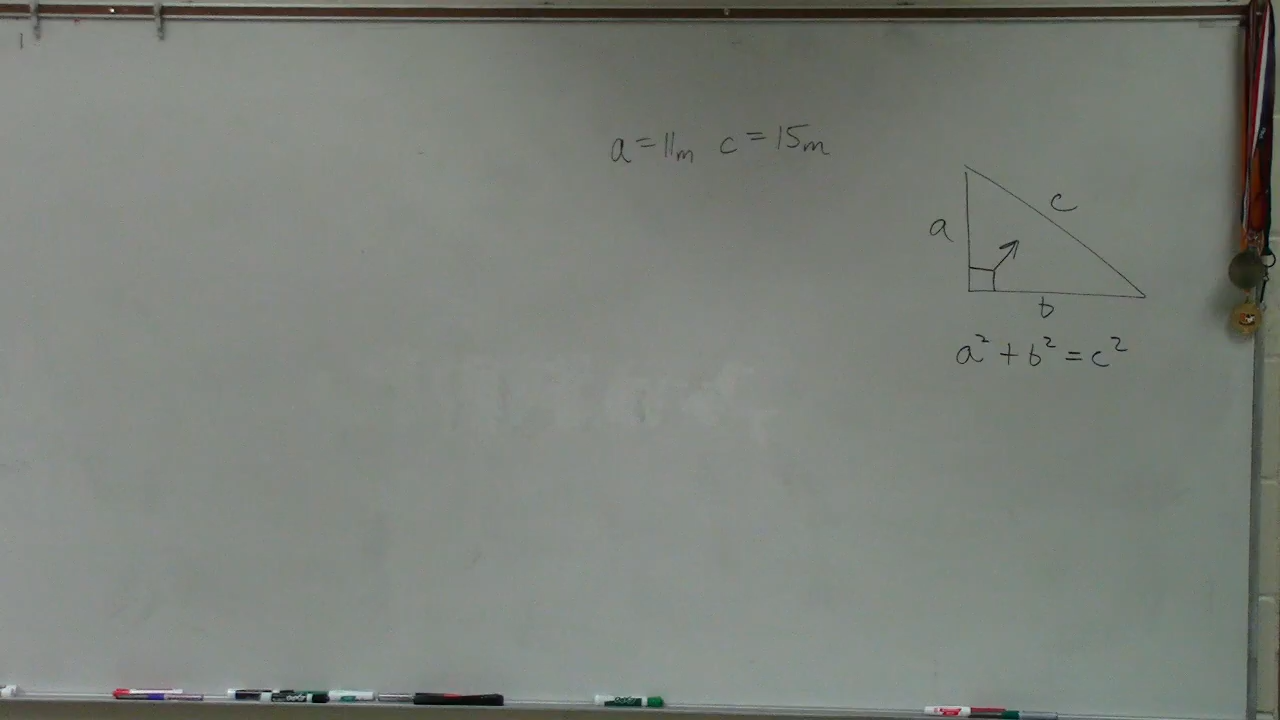 a=11m c=15m
a
c
b
a²+b²=c²